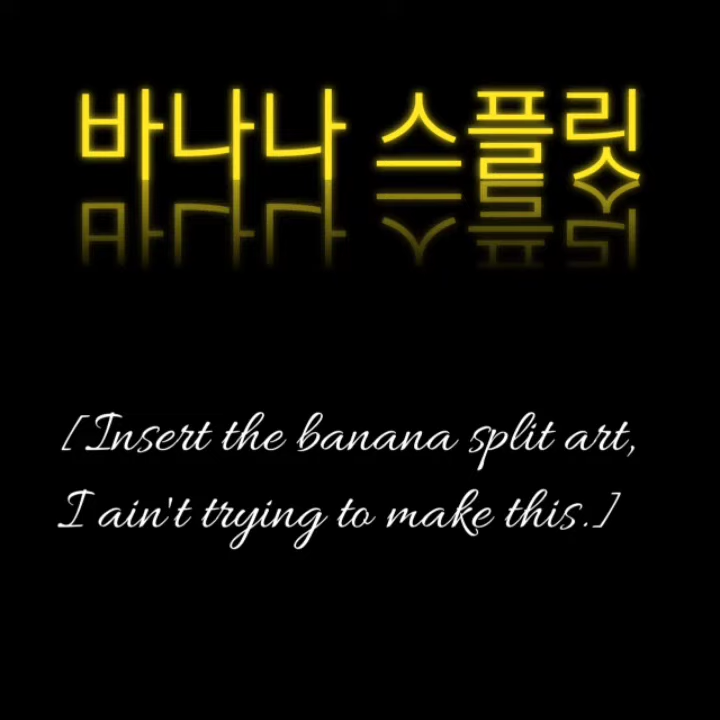 바나나 스플릿
[Insert the banana split art,
I ain't trying to make this.]